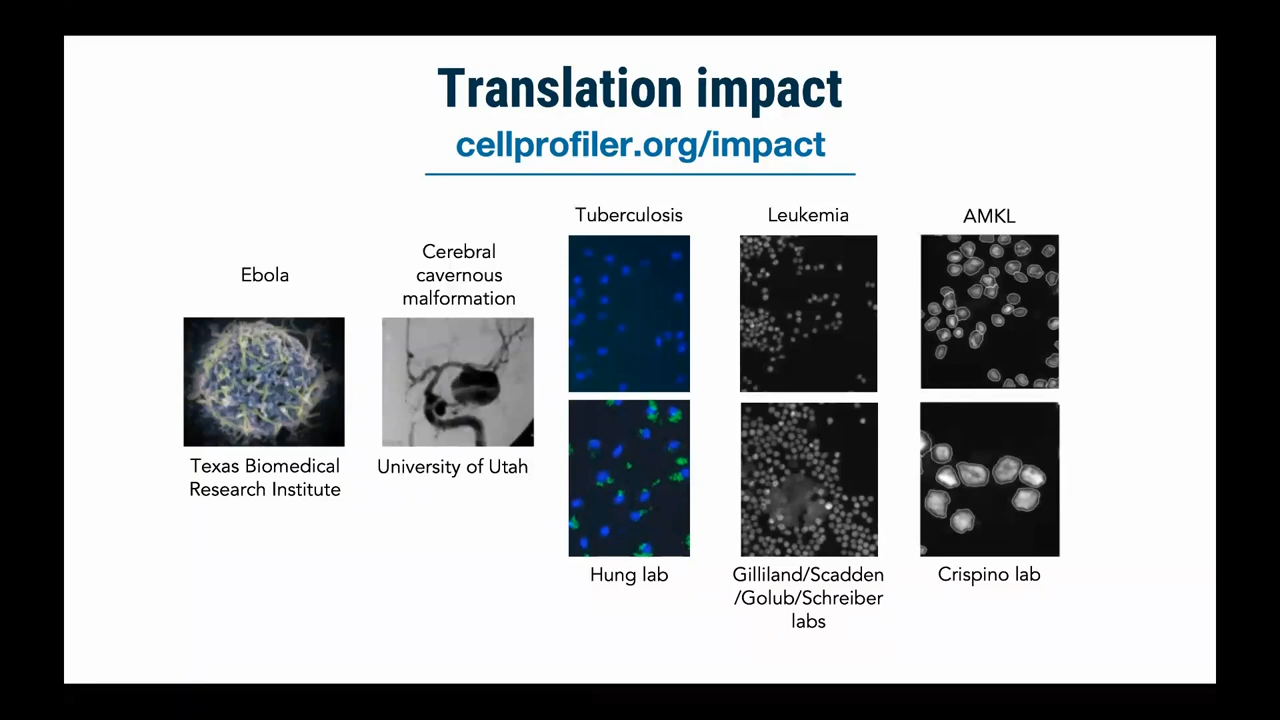 Translation impact
cellprofiler.org/impact
Ebola
Texas Biomedical
Research Institute
Cerebral
cavernous
malformation
University of Utah
Tuberculosis
Hung lab
Leukemia
Gilliland/Scadden
/Golub/Schreiber
labs
AMKL
Crispino lab